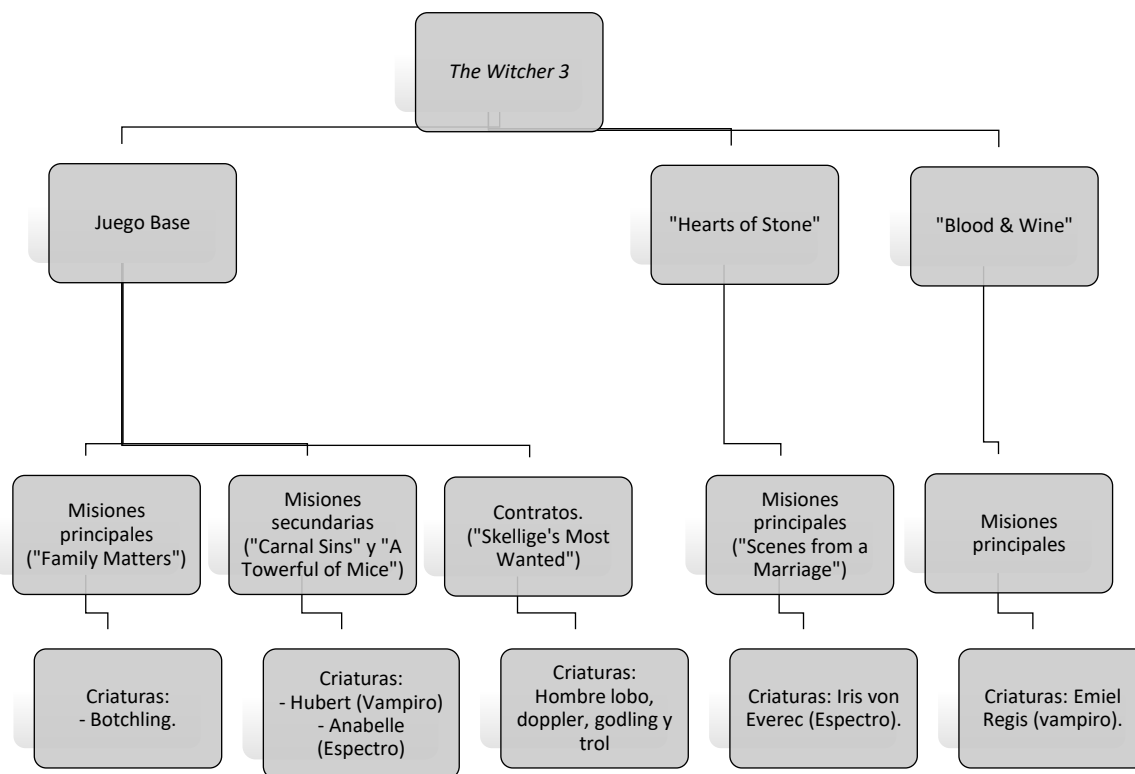 The Witcher 3
Juego Base
"Hearts of Stone"
"Blood & Wine"
Misiones
principales
("Family Matters")
Misiones
secundarias
("Carnal Sins" y "A
Towerful of Mice")
Contratos.
("Skellige's Most
Wanted")
Misiones
principales
("Scenes from a
Marriage")
Misiones
principales
Criaturas:
- Botchling.
Criaturas:
- Hubert (Vampiro)
- Anabelle
(Espectro)
Criaturas:
Hombre lobo,
doppler, godling y
trol
Criaturas: Iris von
Everec (Espectro).
Criaturas: Emiel
Regis (vampiro).